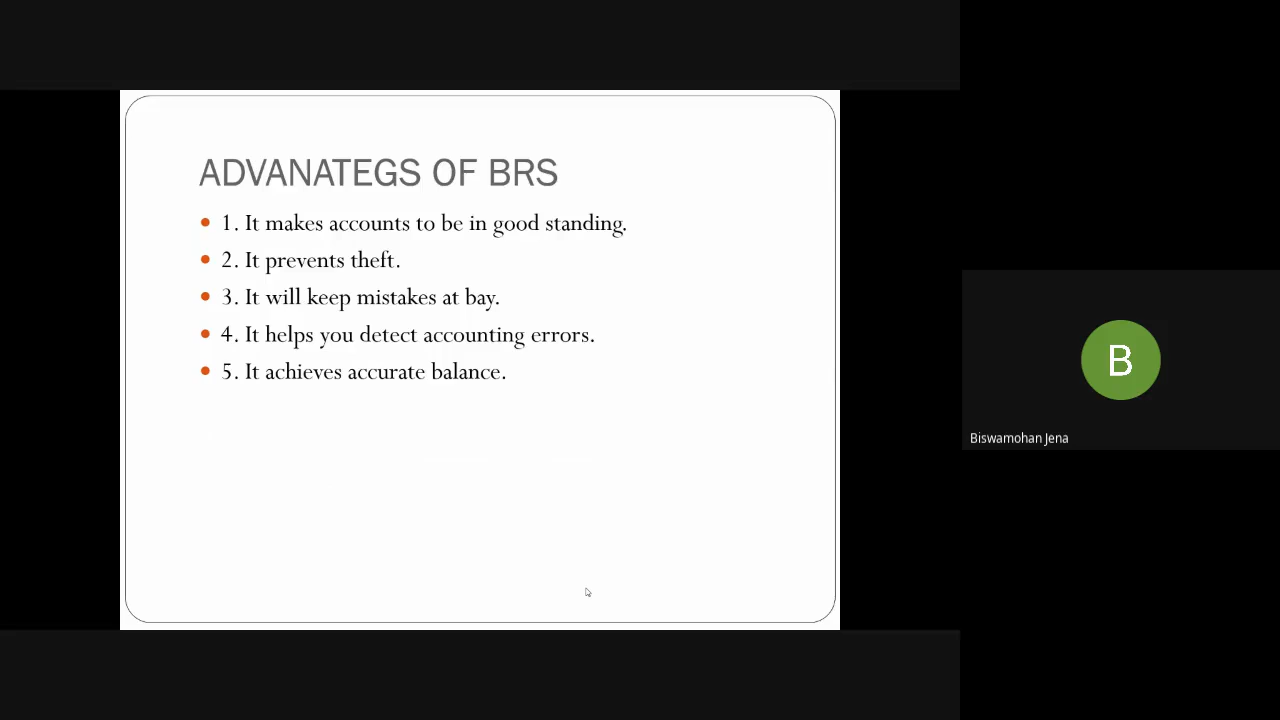 ADVANATEGS OF BRS
• 1. It makes accounts to be in good standing.
• 2. It prevents theft.
• 3. It will keep mistakes at bay.
• 4. It helps you detect accounting errors.
• 5. It achieves accurate balance.
B
Biswamohan Jena